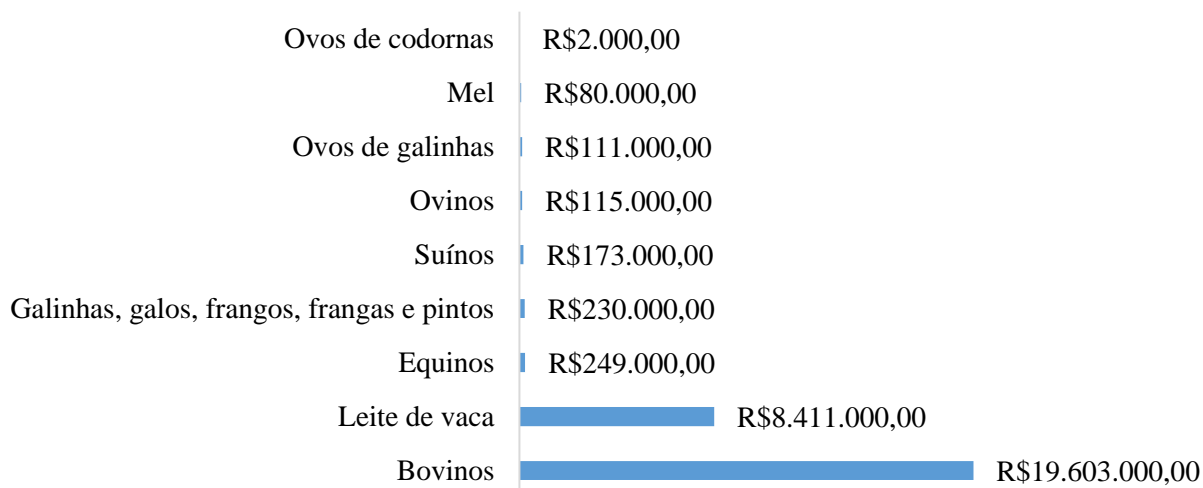 Ovos de codornas R$2.000,00
Mel R$80.000,00
Ovos de galinhas R$111.000,00
Ovinos R$115.000,00
Suínos R$173.000,00
Galinhas, galos, frangos, frangas e pintos R$230.000,00
Equinos R$249.000,00
Leite de vaca R$8.411.000,00
Bovinos R$19.603.000,00